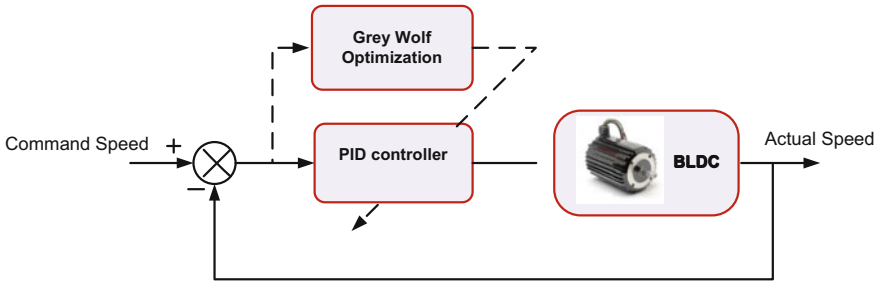 Grey Wolf
Optimization
Command Speed
+
−
PID controller
BLDC
Actual Speed